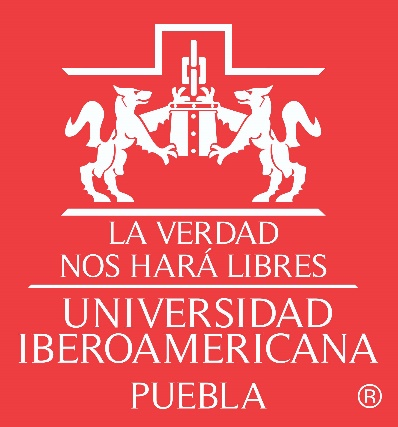 LA VERDAD
NOS HARÁ LIBRES
UNIVERSIDAD
IBEROAMERICANA
PUEBLA ®